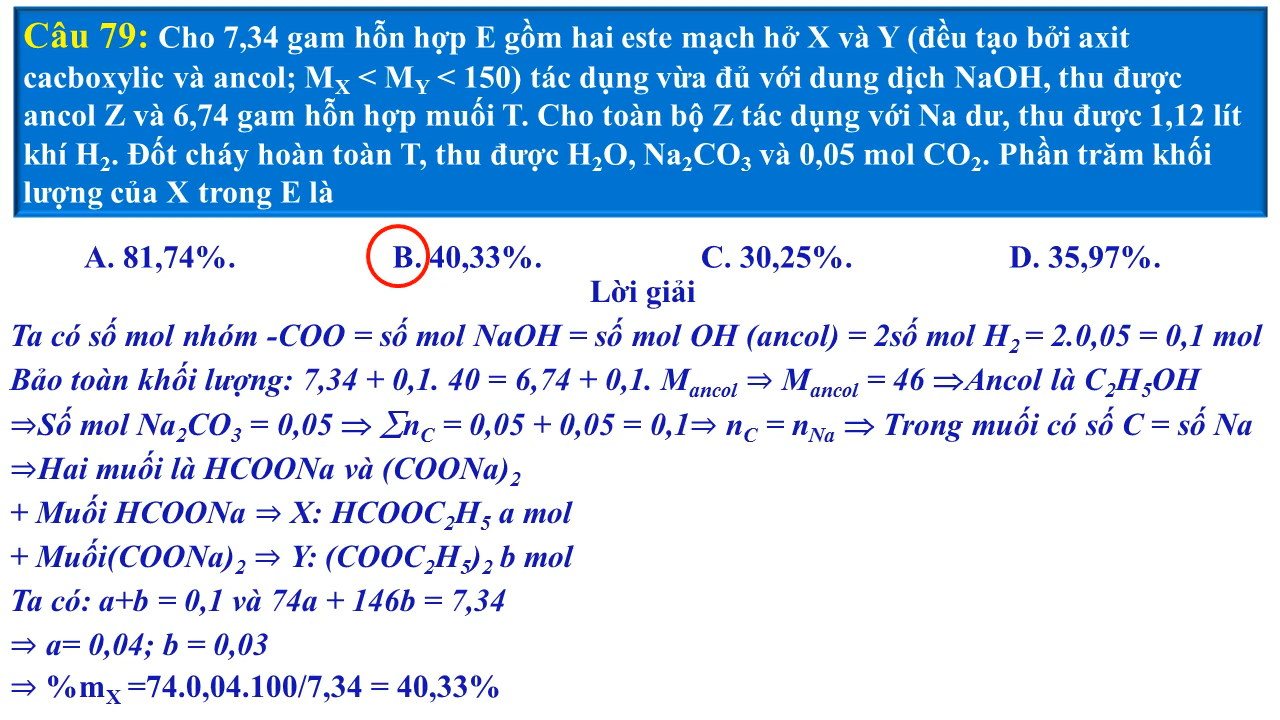 Câu 79: Cho 7,34 gam hỗn hợp E gồm hai este mạch hở X và Y (đều tạo bởi axit
cacboxylic và ancol; M_X < M_Y < 150) tác dụng vừa đủ với dung dịch NaOH, thu được
ancol Z và 6,74 gam hỗn hợp muối T. Cho toàn bộ Z tác dụng với Na dư, thu được 1,12 lít
khí H₂. Đốt cháy hoàn toàn T, thu được H₂O, Na₂CO₃ và 0,05 mol CO₂. Phần trăm khối
lượng của X trong E là
A. 81,74%. B. 40,33%. C. 30,25%. D. 35,97%.
Lời giải
Ta có số mol nhóm -COO = số mol NaOH = số mol OH (ancol) = 2số mol H₂ = 2.0,05 = 0,1 mol
Bảo toàn khối lượng: 7,34 + 0,1. 40 = 6,74 + 0,1. M_ancol ⇒ M_ancol = 46 ⇒Ancol là C₂H₅OH
⇒Số mol Na₂CO₃ = 0,05 ⇒ ∑n_C = 0,05 + 0,05 = 0,1⇒ n_C = n_Na ⇒ Trong muối có số C = số Na
⇒Hai muối là HCOONa và (COONa)₂
+ Muối HCOONa ⇒ X: HCOOC₂H₅ a mol
+ Muối(COONa)₂ ⇒ Y: (COOC₂H₅)₂ b mol
Ta có: a+b = 0,1 và 74a + 146b = 7,34
⇒ a= 0,04; b = 0,03
⇒ %m_X =74.0,04.100/7,34 = 40,33%